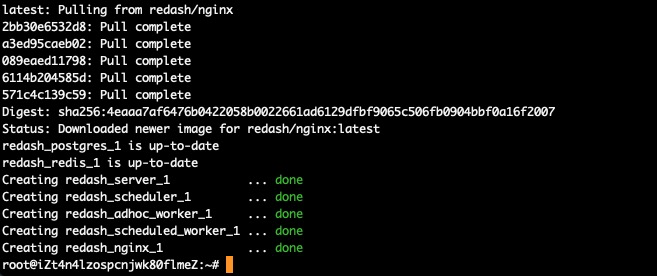 latest: Pulling from redash/nginx
2bb30e6532d8: Pull complete
a3ed95caeb02: Pull complete
089eaed11798: Pull complete
6114b204585d: Pull complete
571c4c139c59: Pull complete
Digest: sha256:4eaaa7af6476b0422058b0022661ad6129dfbf9065c506fb0904bbf0a16f2007
Status: Downloaded newer image for redash/nginx:latest
redash_postgres_1 is up-to-date
redash_redis_1 is up-to-date
Creating redash_server_1           ... done
Creating redash_scheduler_1        ... done
Creating redash_adhoc_worker_1     ... done
Creating redash_scheduled_worker_1 ... done
Creating redash_nginx_1            ... done
root@iZt4n4lzospcnjwk80flmeZ:~#